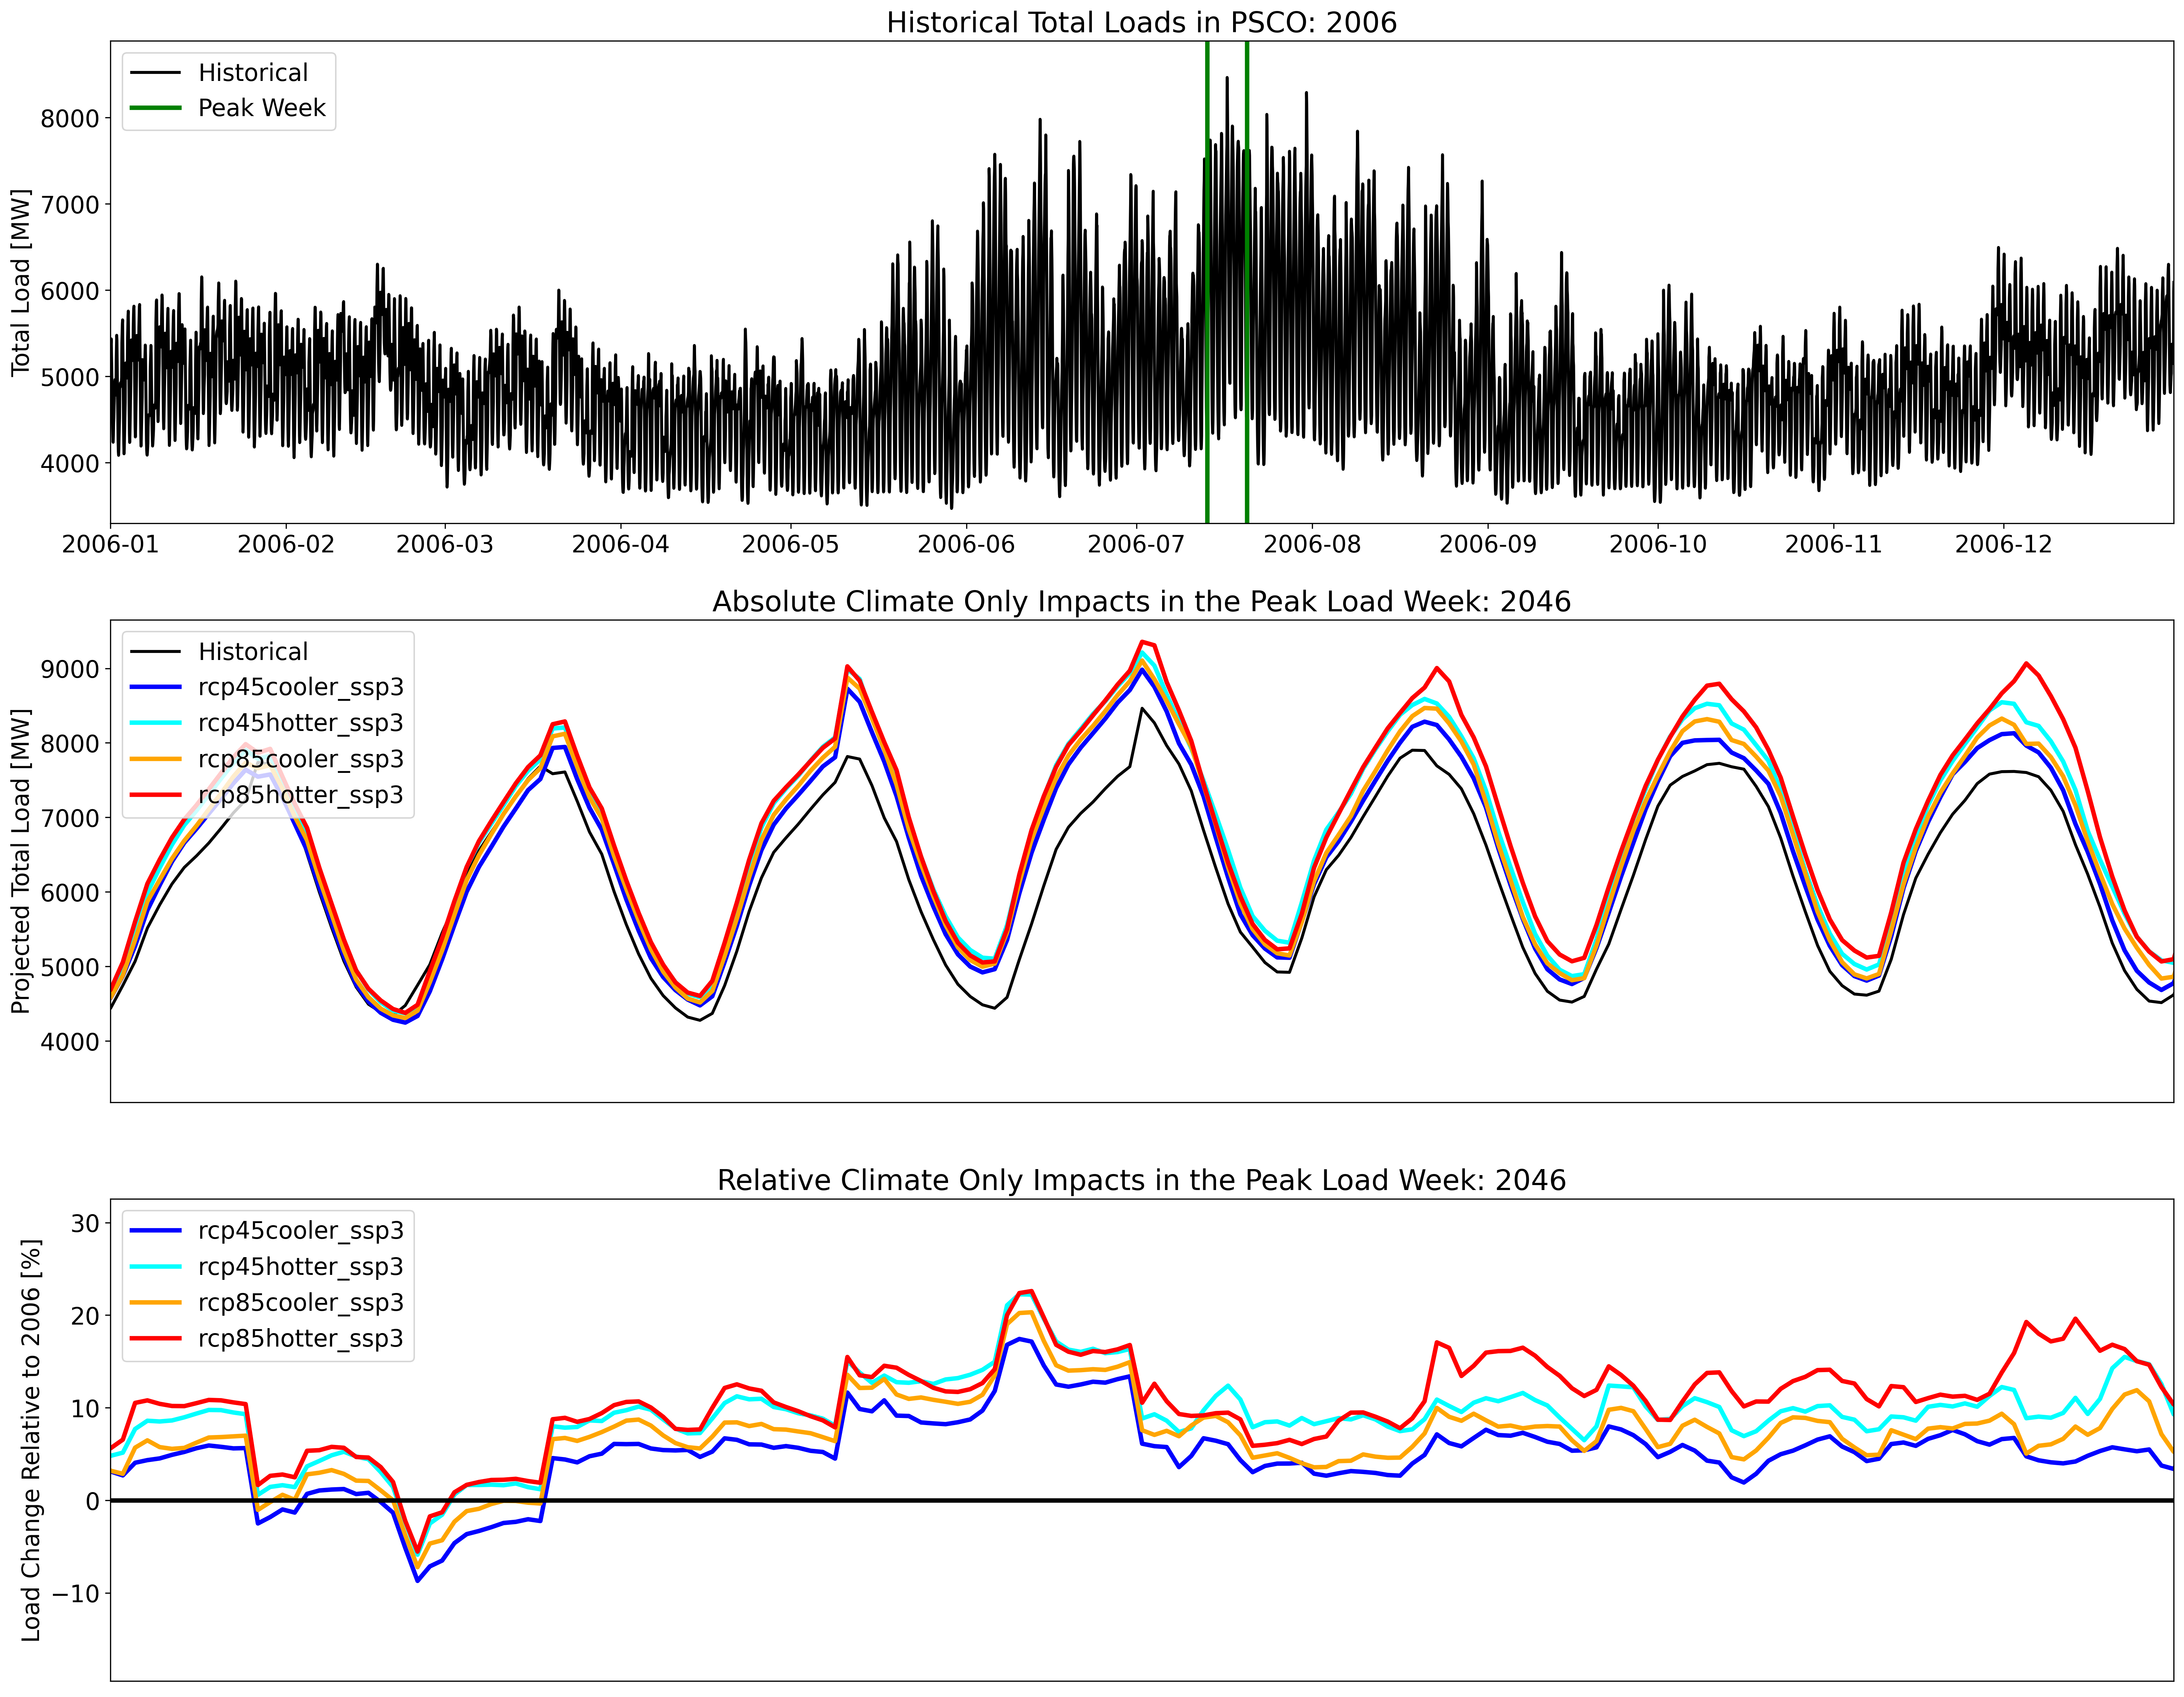 Historical Total Loads in PSCO: 2006
Historical
Peak Week
Total Load [MW]
8000
7000
6000
5000
4000
2006-01 2006-02 2006-03 2006-04 2006-05 2006-06 2006-07 2006-08 2006-09 2006-10 2006-11 2006-12
Absolute Climate Only Impacts in the Peak Load Week: 2046
Historical
rcp45cooler_ssp3
rcp45hotter_ssp3
rcp85cooler_ssp3
rcp85hotter_ssp3
Projected Total Load [MW]
9000
8000
7000
6000
5000
4000
Relative Climate Only Impacts in the Peak Load Week: 2046
rcp45cooler_ssp3
rcp45hotter_ssp3
rcp85cooler_ssp3
rcp85hotter_ssp3
Load Change Relative to 2006 [%]
30
20
10
0
−10